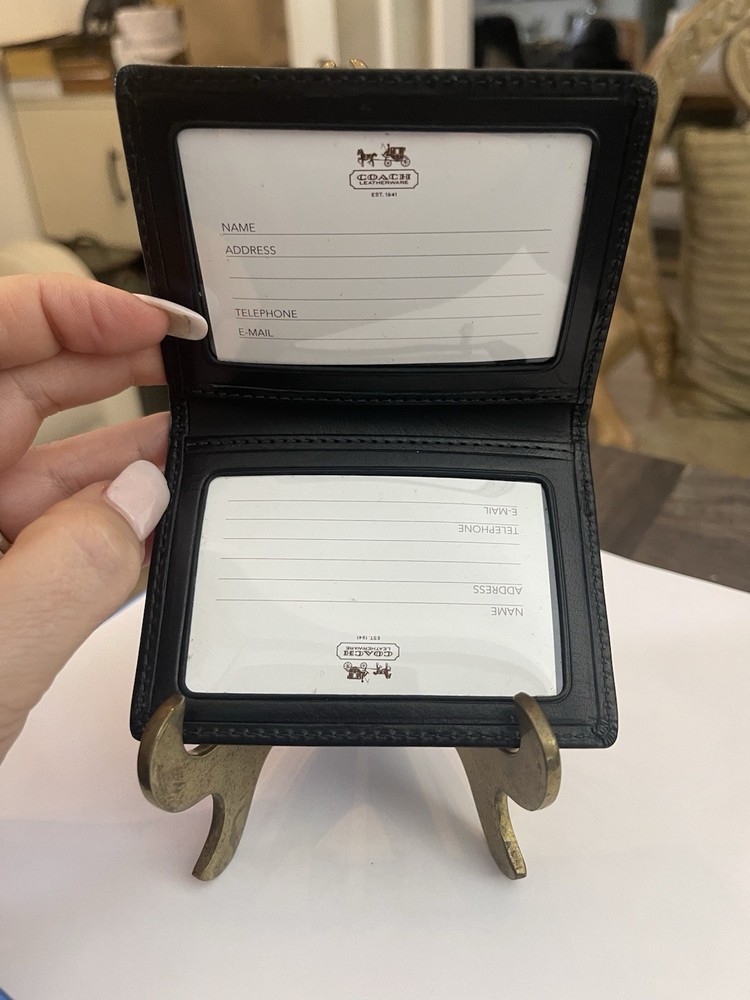 COACH
LEATHERWARE
EST. 1941
NAME
ADDRESS
TELEPHONE
E-MAIL
E-MAIL
TELEPHONE
ADDRESS
NAME
EST. 1941
COACH
LEATHERWARE